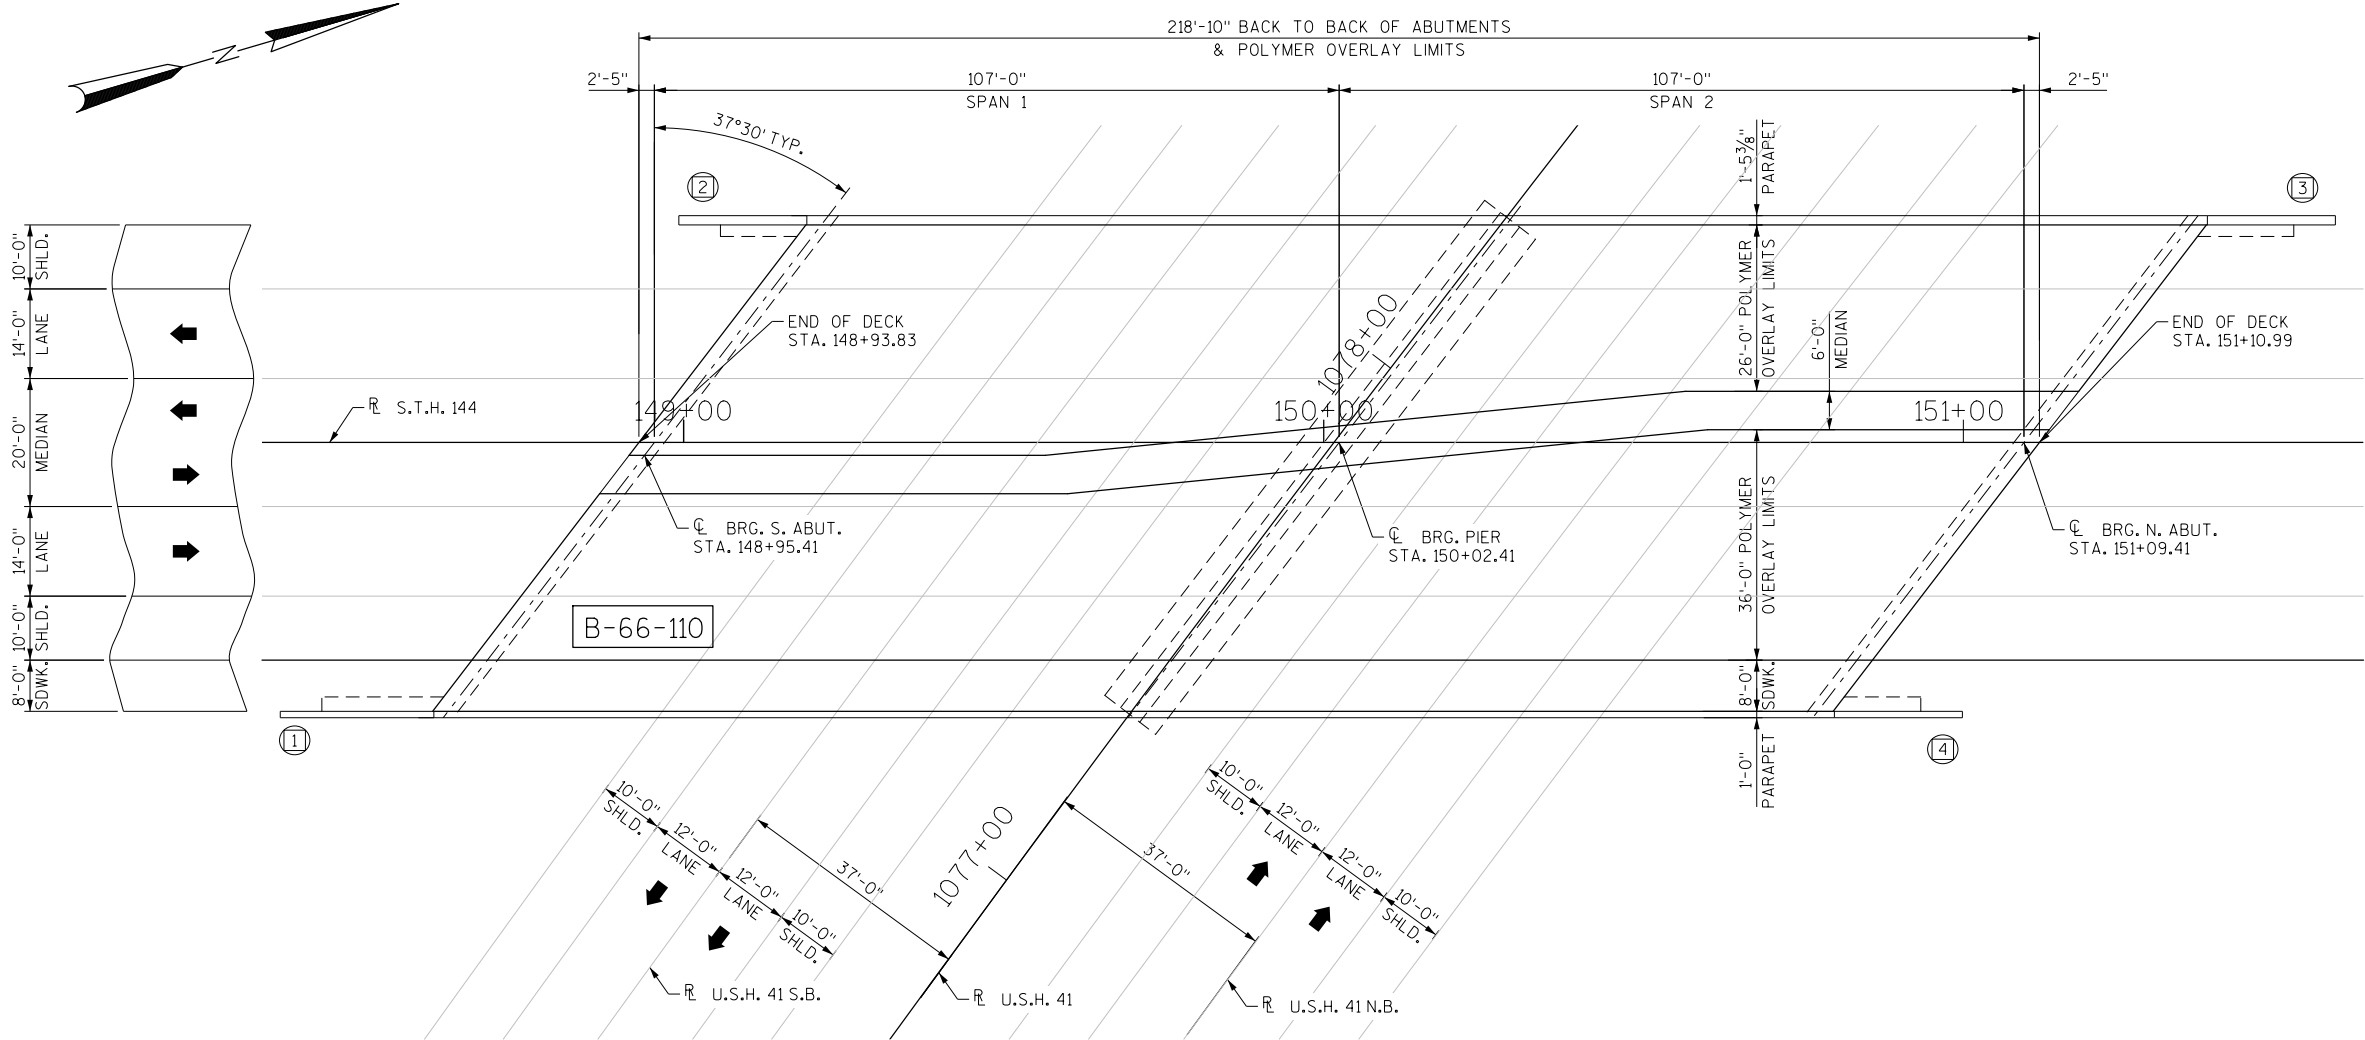 N
218'-10" BACK TO BACK OF ABUTMENTS
& POLYMER OVERLAY LIMITS
2'-5"
107'-0"
SPAN 1
107'-0"
SPAN 2
2'-5"
37°30' TYP.
1'-5⅜"
PARAPET
2
3
10'-0"
SHLD.
14'-0"
LANE
20'-0"
MEDIAN
14'-0"
LANE
10'-0"
SHLD.
8'-0"
SDWK.
26'-0" POLYMER
OVERLAY LIMITS
6'-0"
MEDIAN
END OF DECK
STA. 148+93.83
1078+00
END OF DECK
STA. 151+10.99
℞ S.T.H. 144
149+00
150+00
151+00
℄ BRG. S. ABUT.
STA. 148+95.41
℄ BRG. PIER
STA. 150+02.41
36'-0" POLYMER
OVERLAY LIMITS
℄ BRG. N. ABUT.
STA. 151+09.41
B-66-110
8'-0"
SDWK.
1'-0"
PARAPET
1
4
10'-0"
SHLD.
12'-0"
LANE
12'-0"
LANE
10'-0"
SHLD.
37'-0"
1077+00
37'-0"
10'-0"
SHLD.
12'-0"
LANE
12'-0"
LANE
10'-0"
SHLD.
℞ U.S.H. 41 S.B.
℞ U.S.H. 41
℞ U.S.H. 41 N.B.